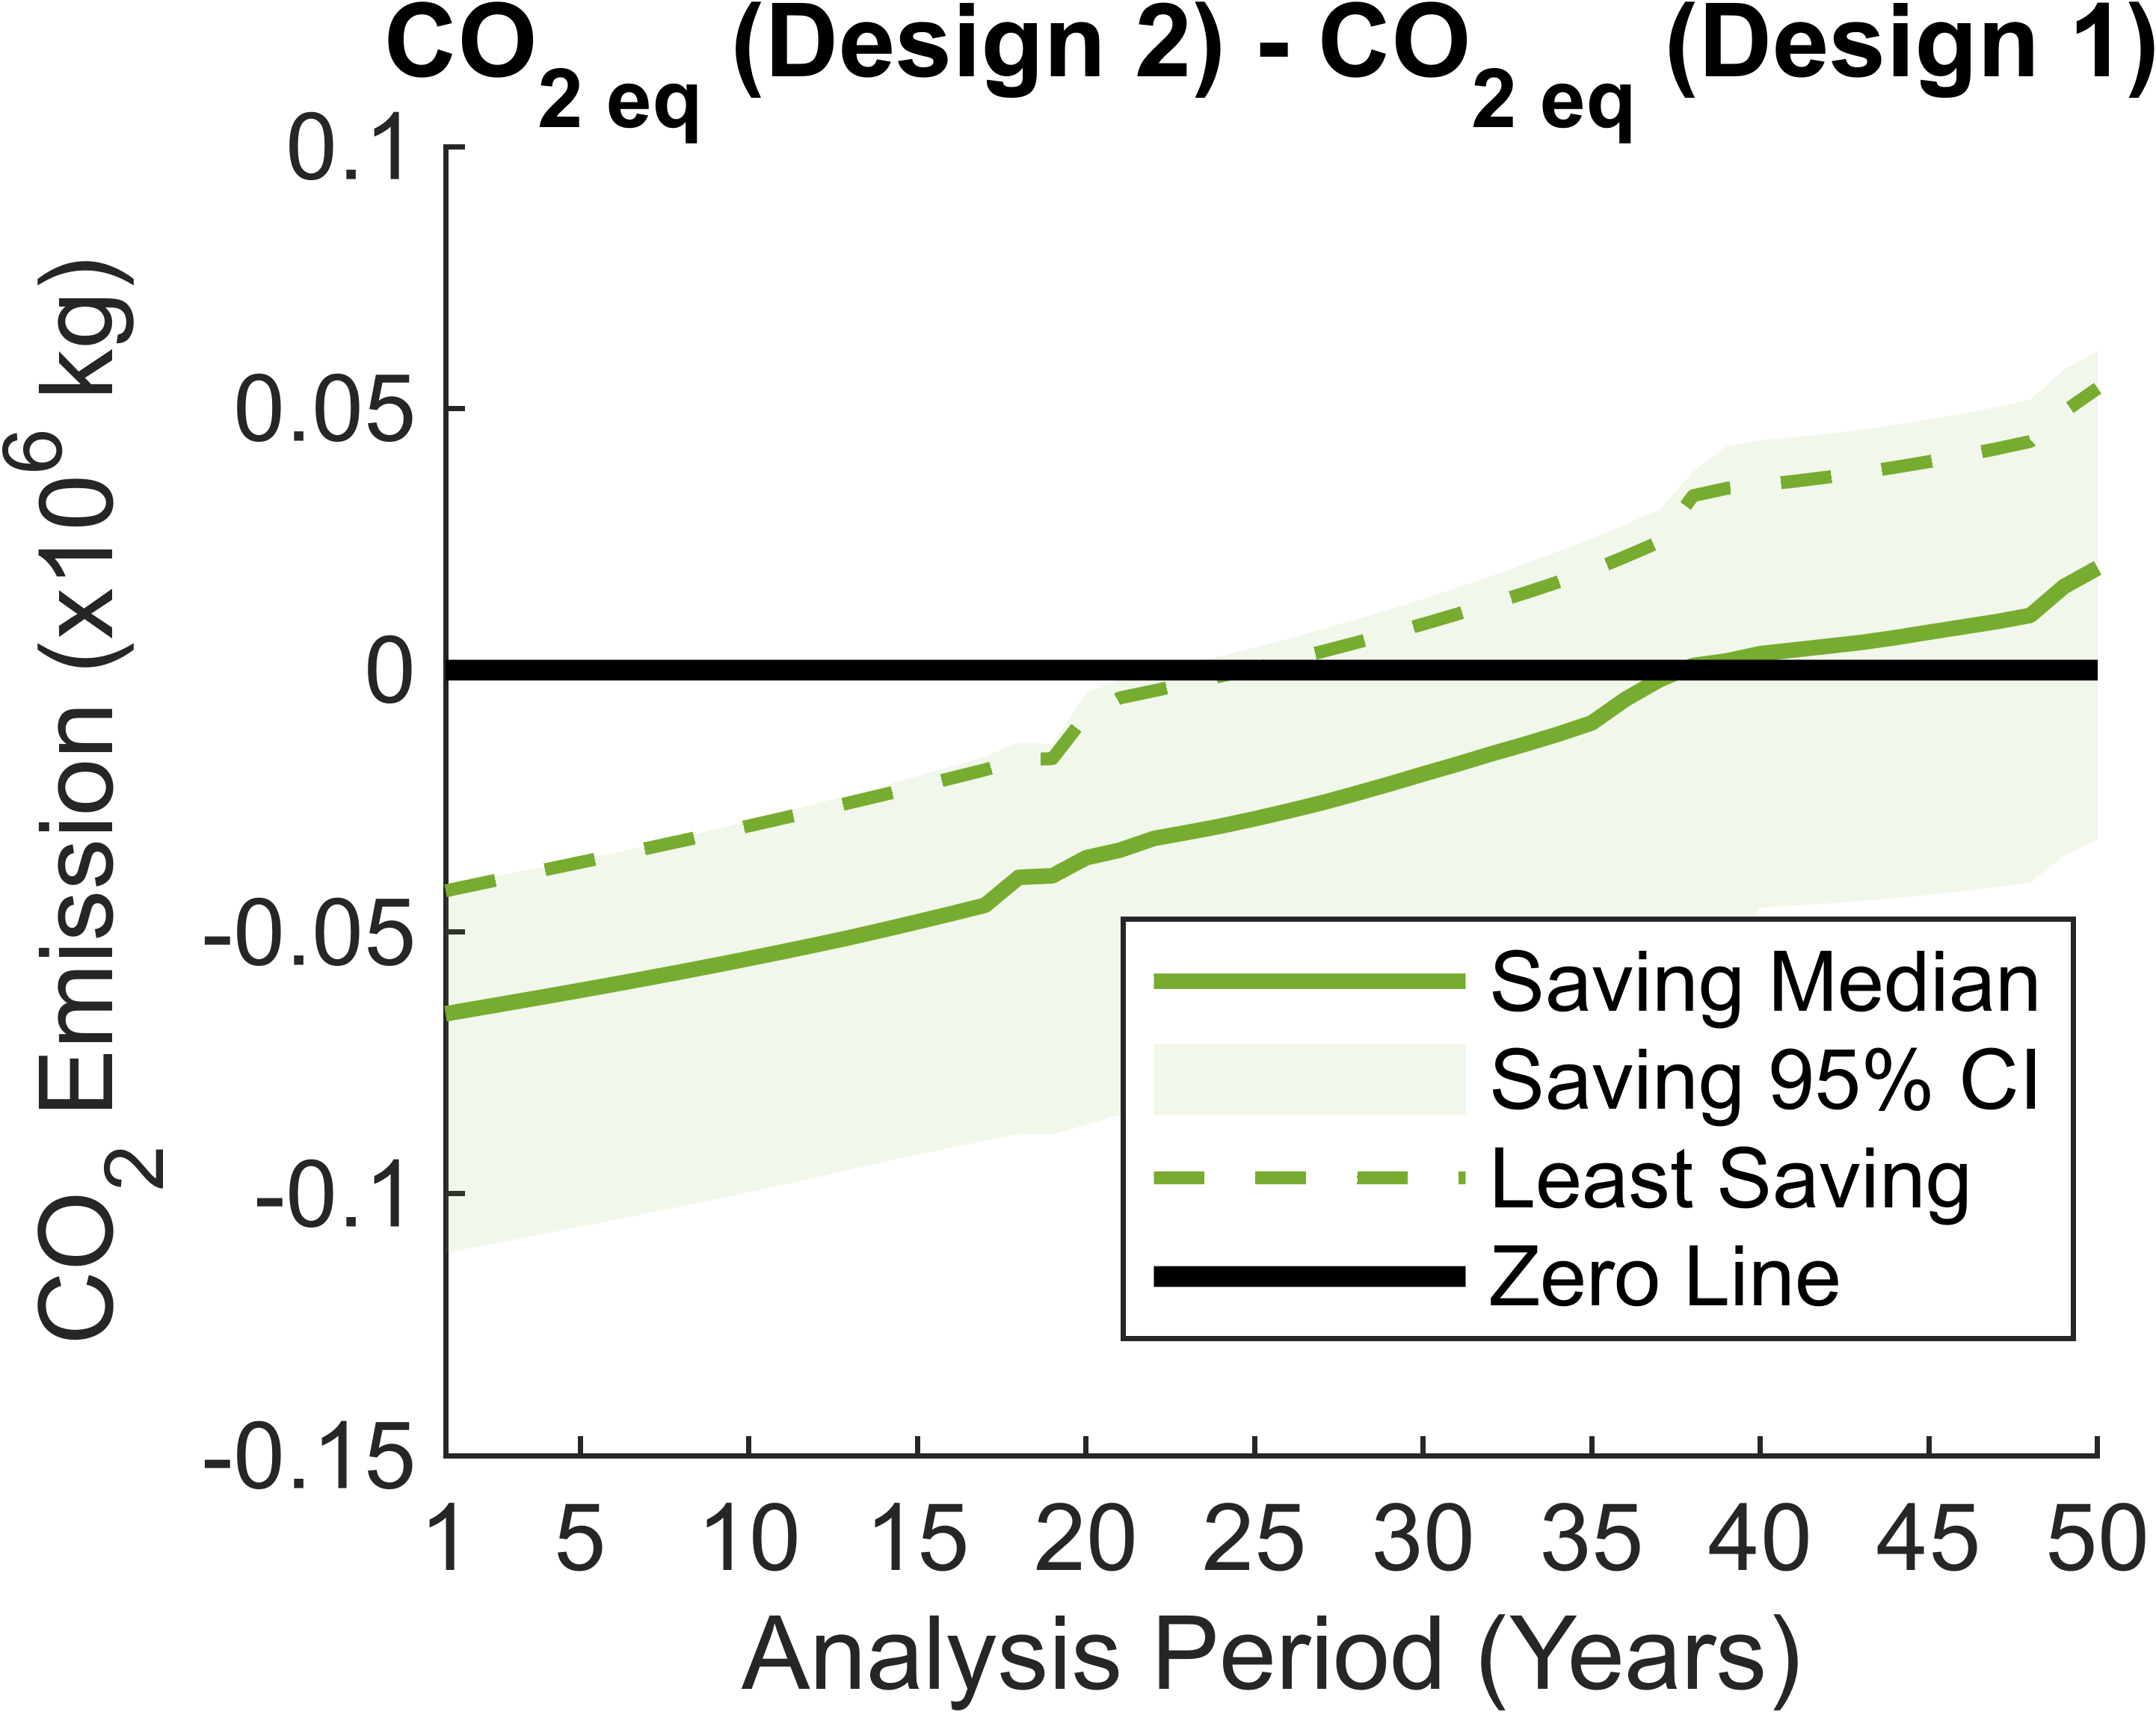 CO2 eq (Design 2) - CO2 eq (Design 1)
CO2 Emission (x10^6 kg)
0.1
0.05
0
-0.05
-0.1
-0.15
1 5 10 15 20 25 30 35 40 45 50
Analysis Period (Years)
Saving Median
Saving 95% CI
Least Saving
Zero Line